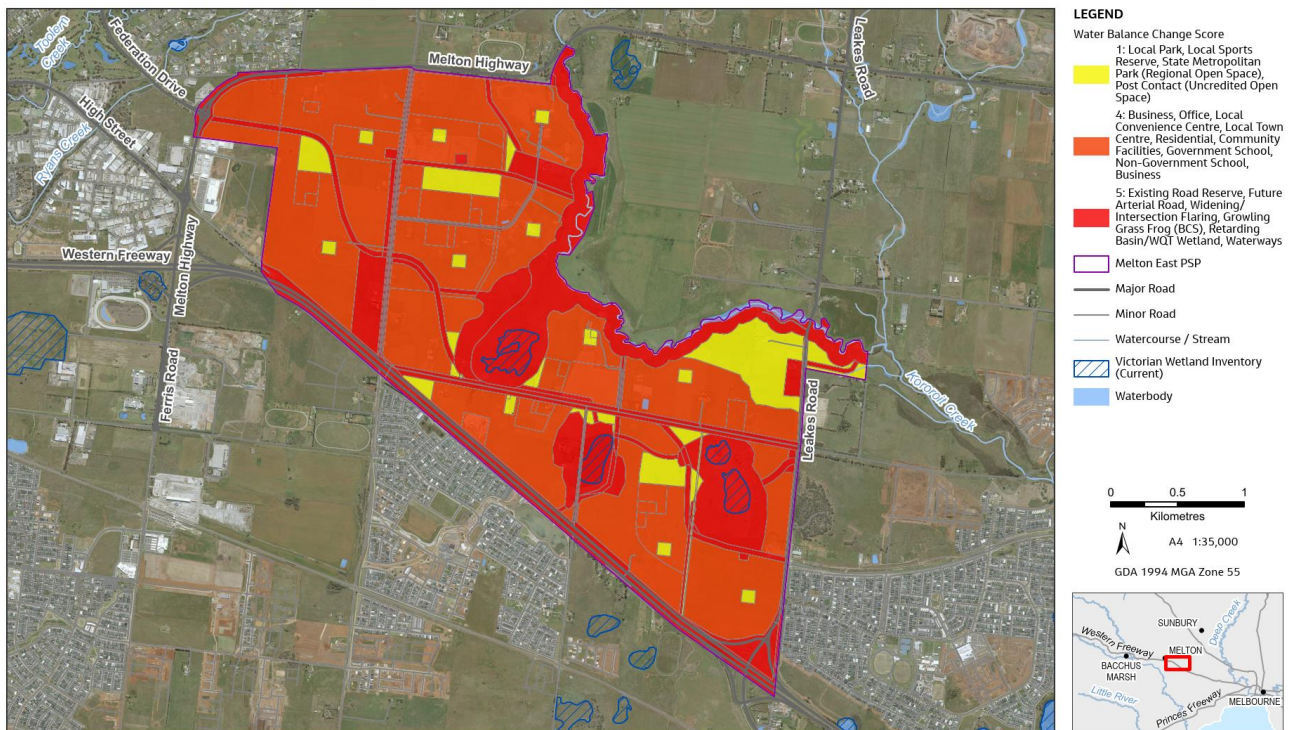 Toolern
Creek
Federation Drive
High Street
Ryans Creek
Melton Highway
Leakes Road
Western Freeway
Melton Highway
Ferris Road
Leakes Road
Kororoit Creek
LEGEND
Water Balance Change Score
1: Local Park, Local Sports
Reserve, State Metropolitan
Park (Regional Open Space),
Post Contact (Uncredited Open
Space)
4: Business, Office, Local
Convenience Centre, Local Town
Centre, Residential, Community
Facilities, Government School,
Non-Government School,
Business
5: Existing Road Reserve, Future
Arterial Road, Widening/
Intersection Flaring, Growling
Grass Frog (BCS), Retarding
Basin/WQT Wetland, Waterways
Melton East PSP
Major Road
Minor Road
Watercourse / Stream
Victorian Wetland Inventory
(Current)
Waterbody
0 0.5 1
Kilometres
N
A4 1:35,000
GDA 1994 MGA Zone 55
SUNBURY
Deep Creek
Western Freeway
MELTON
BACCHUS
MARSH
Little River
MELBOURNE
Princes Freeway